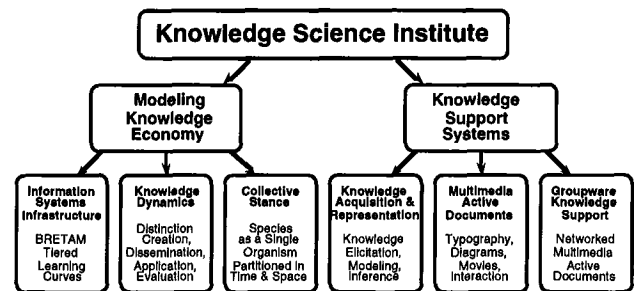 Knowledge Science Institute
Modeling
Knowledge
Economy
Knowledge
Support
Systems
Information
Systems
Infrastructure
BRETAM
Tiered
Learning
Curves
Knowledge
Dynamics
Distinction
Creation,
Dissemination,
Application,
Evaluation
Collective
Stance
Species
as a Single
Organism
Partitioned in
Time & Space
Knowledge
Acquisition &
Representation
Knowledge
Elicitation,
Modeling,
Inference
Multimedia
Active
Documents
Typography,
Diagrams,
Movies,
Interaction
Groupware
Knowledge
Support
Networked
Multimedia
Active
Documents